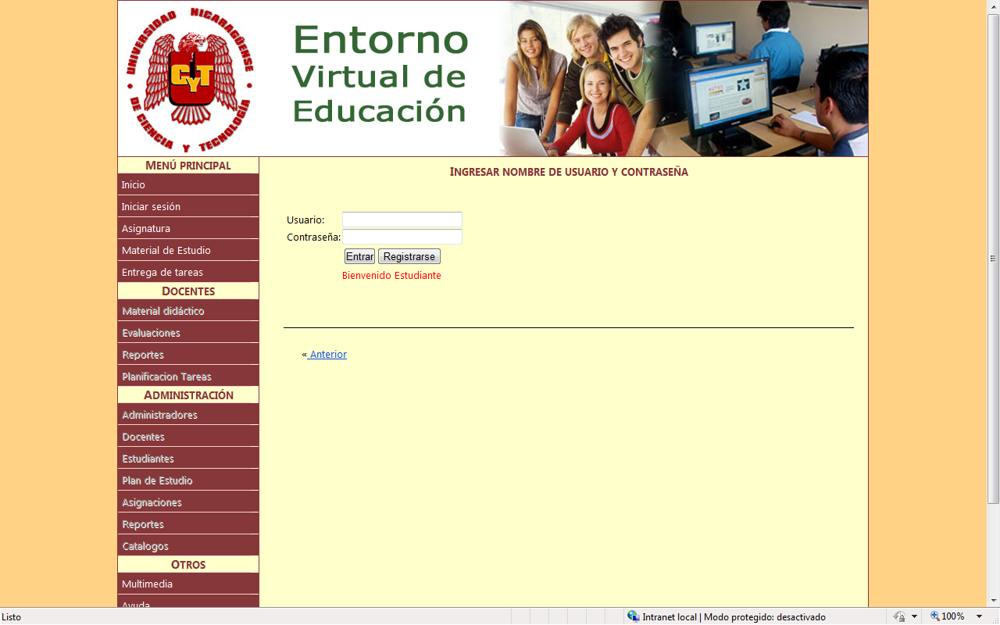 UNIVERSIDAD NICARAGÜENSE
CYT
DE CIENCIA Y TECNOLOGÍA
Entorno
Virtual de
Educación
MENÚ PRINCIPAL
Inicio
Iniciar sesión
Asignatura
Material de Estudio
Entrega de tareas
DOCENTES
Material didáctico
Evaluaciones
Reportes
Planificacion Tareas
ADMINISTRACIÓN
Administradores
Docentes
Estudiantes
Plan de Estudio
Asignaciones
Reportes
Catalogos
OTROS
Multimedia
Ayuda
INGRESAR NOMBRE DE USUARIO Y CONTRASEÑA
Usuario:
Contraseña:
Entrar Registrarse
Bienvenido Estudiante
« Anterior
Listo
Intranet local | Modo protegido: desactivado
100%